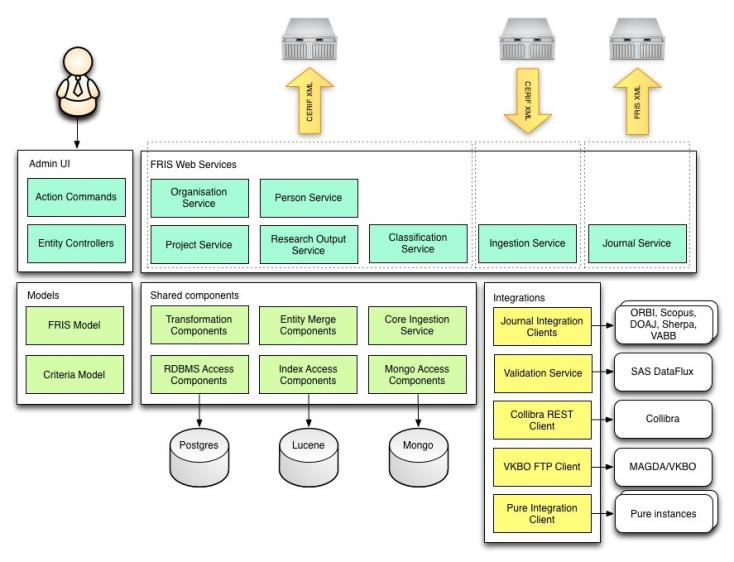 CERIF XML
CERIF XML
FRIS XML
Admin UI
Action Commands
Entity Controllers
FRIS Web Services
Organisation
Service
Person Service
Project Service
Research Output
Service
Classification
Service
Ingestion Service
Journal Service
Models
FRIS Model
Criteria Model
Shared components
Transformation
Components
Entity Merge
Components
Core Ingestion
Service
RDBMS Access
Components
Index Access
Components
Mongo Access
Components
Postgres
Lucene
Mongo
Integrations
Journal Integration
Clients
ORBI, Scopus,
DOAJ, Sherpa,
VABB
Validation Service
SAS DataFlux
Collibra REST
Client
Collibra
VKBO FTP Client
MAGDA/VKBO
Pure Integration
Client
Pure instances